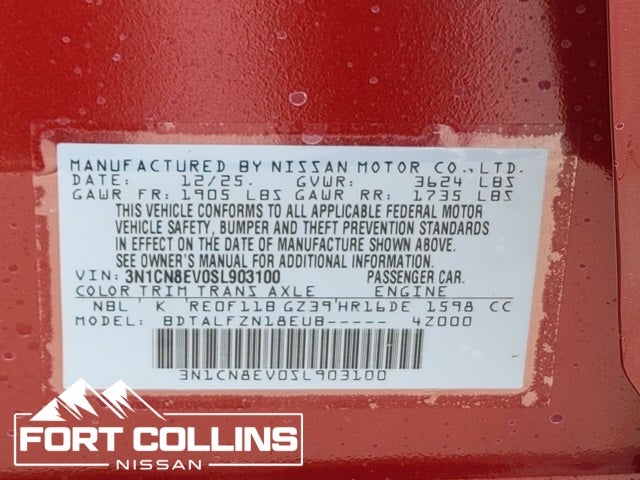 MANUFACTURED BY NISSAN MOTOR CO., LTD.
DATE: 12/25. GVWR: 3624 LBS
GAWR FR: 1905 LBS GAWR RR: 1735 LBS
THIS VEHICLE CONFORMS TO ALL APPLICABLE FEDERAL MOTOR
VEHICLE SAFETY, BUMPER AND THEFT PREVENTION STANDARDS
IN EFFECT ON THE DATE OF MANUFACTURE SHOWN ABOVE.
SEE OWNER'S MANUAL FOR ADDITIONAL INFORMATION.
VIN: 3N1CN8EV0SL903100 PASSENGER CAR.
COLOR TRIM TRANS AXLE ENGINE
NBL ' K 'RE0F11B GZ39'HR16DE 1598 CC
MODEL: BDTALFZN18EUB----- 4Z000
3N1CN8EV0SL903100
FORT COLLINS
NISSAN